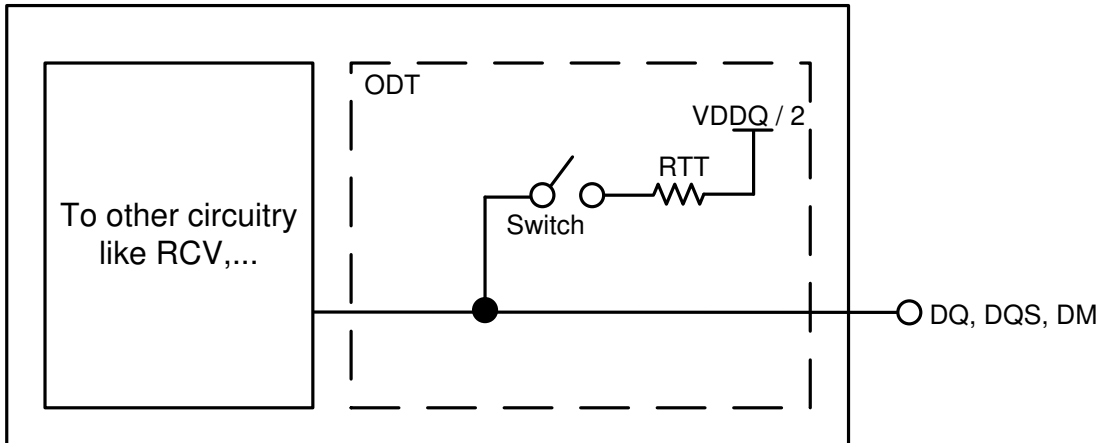 ODT
VDDQ / 2
RTT
Switch
To other circuitry
like RCV,...
DQ, DQS, DM